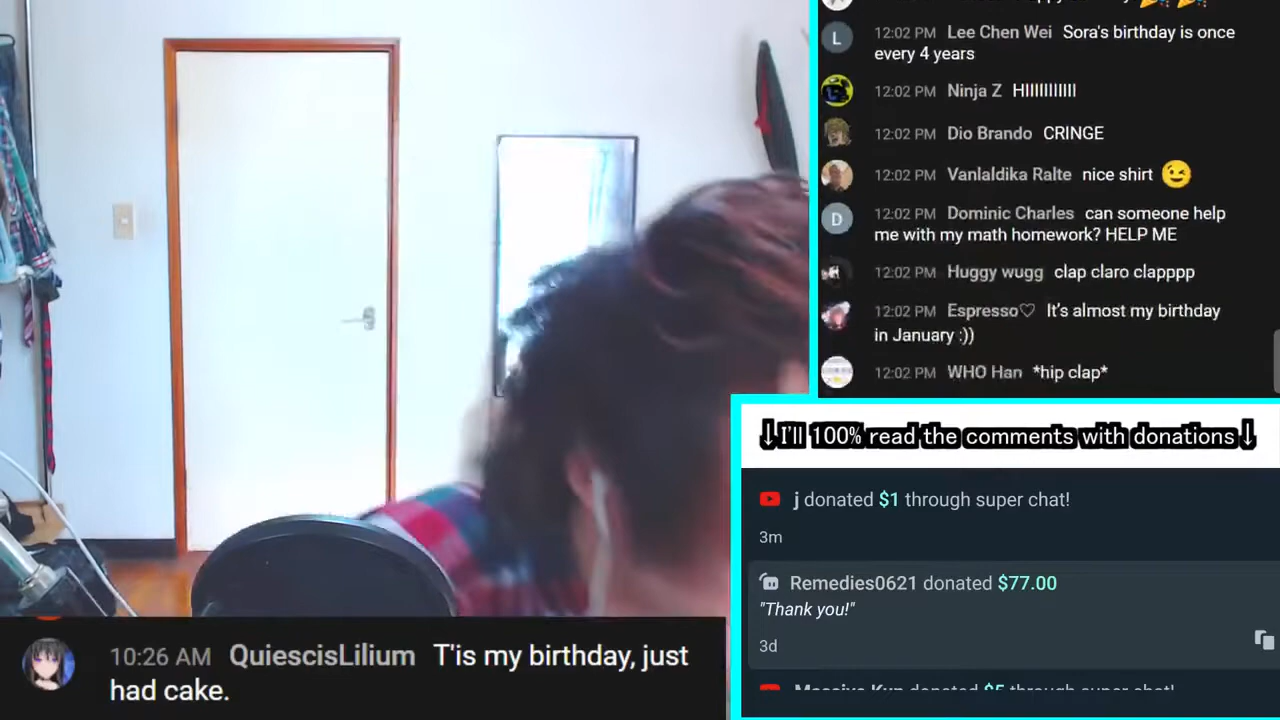 12:02 PM Lee Chen Wei Sora's birthday is once
every 4 years
12:02 PM Ninja Z HIIIIIIIIIII
12:02 PM Dio Brando CRINGE
12:02 PM Vanlaldika Ralte nice shirt 😉
12:02 PM Dominic Charles can someone help
me with my math homework? HELP ME
12:02 PM Huggy wugg clap claro clapppp
12:02 PM Espresso♡ It's almost my birthday
in January :))
12:02 PM WHO Han *hip clap*
↓I'll 100% read the comments with donations↓
j donated $1 through super chat!
3m
Remedies0621 donated $77.00
"Thank you!"
3d
donated $5 through super chat!
10:26 AM QuiescisLilium T'is my birthday, just
had cake.
L
D